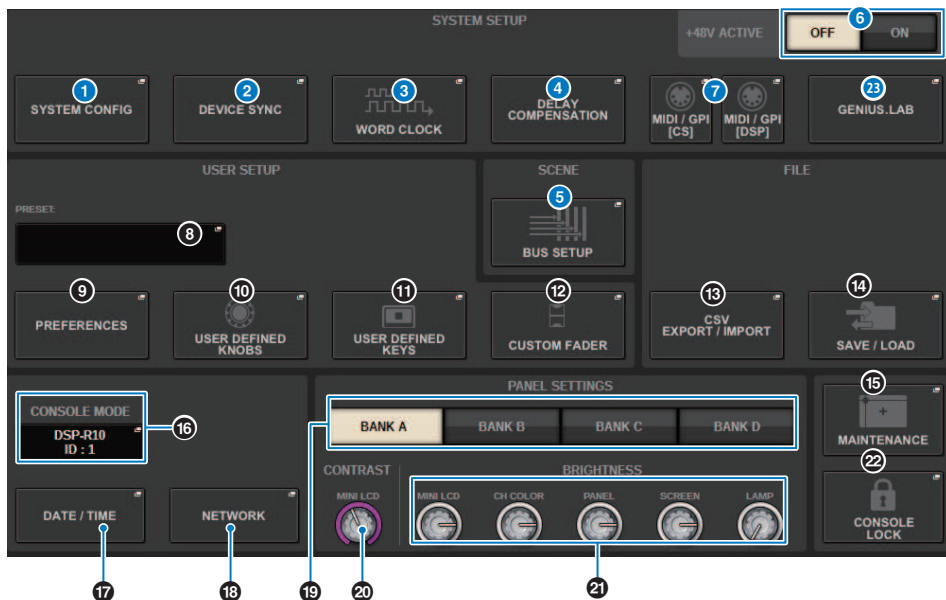 SYSTEM SETUP
+48V ACTIVE
OFF
6
ON
1
SYSTEM CONFIG
2
DEVICE SYNC
3
WORD CLOCK
4
DELAY
COMPENSATION
7
MIDI / GPI
[CS]
MIDI / GPI
[DSP]
23
GENIUS.LAB
USER SETUP
SCENE
FILE
PRESET:
8
5
BUS SETUP
9
PREFERENCES
10
USER DEFINED
KNOBS
11
USER DEFINED
KEYS
12
CUSTOM FADER
13
CSV
EXPORT / IMPORT
14
SAVE / LOAD
CONSOLE MODE
DSP-R10
ID : 1
16
PANEL SETTINGS
BANK A
BANK B
BANK C
BANK D
15
MAINTENANCE
DATE / TIME
NETWORK
CONTRAST
MINI LCD
BRIGHTNESS
MINI LCD
CH COLOR
PANEL
SCREEN
LAMP
22
CONSOLE
LOCK
17
18
19
20
21